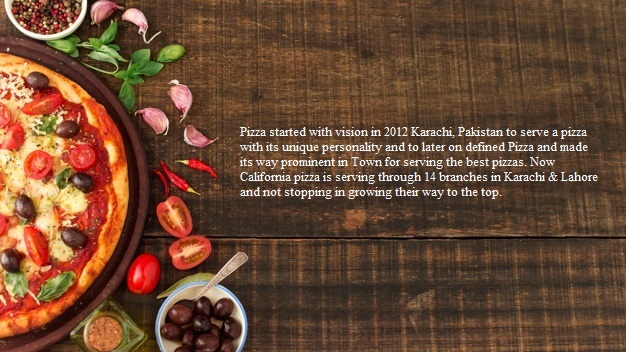 Pizza started with vision in 2012 Karachi, Pakistan to serve a pizza
with its unique personality and to later on defined Pizza and made
its way prominent in Town for serving the best pizzas. Now
California pizza is serving through 14 branches in Karachi & Lahore
and not stopping in growing their way to the top.